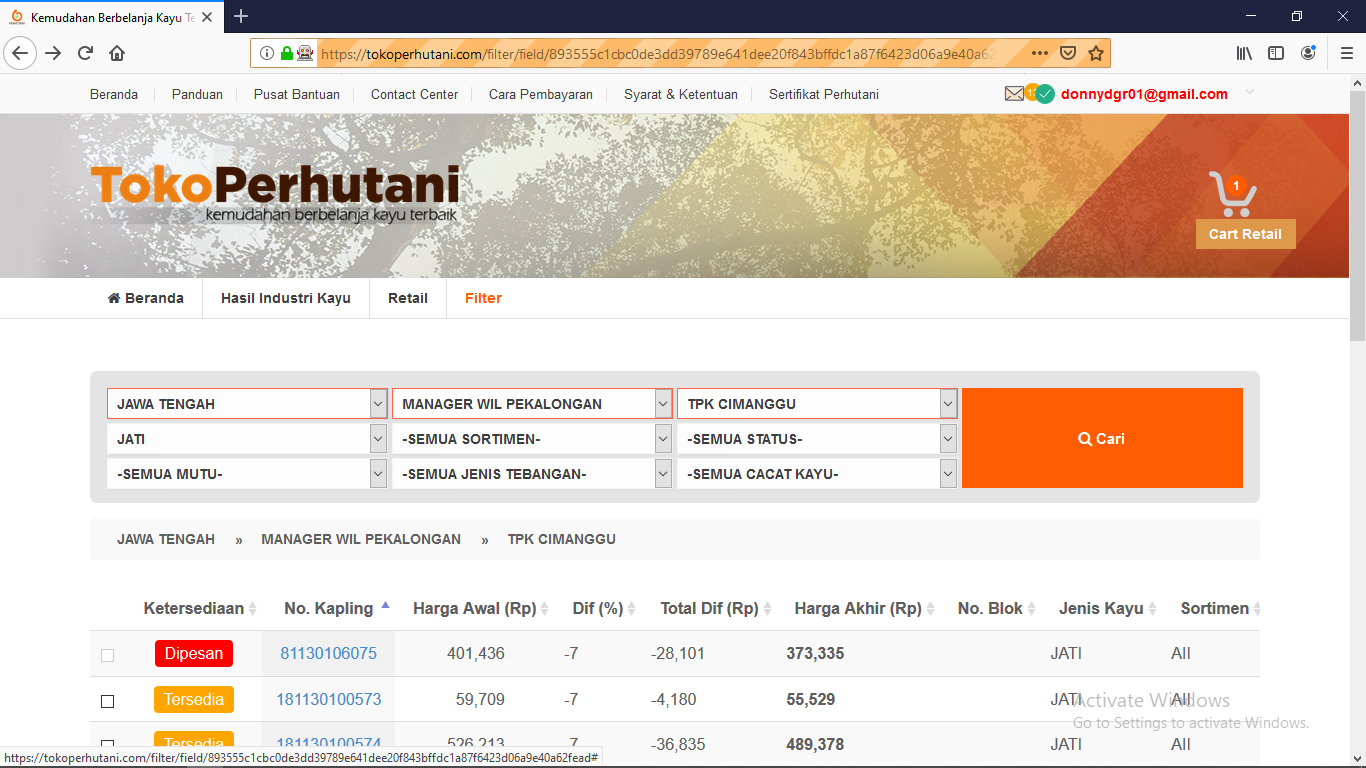 Kemudahan Berbelanja Kayu Te
https://tokoperhutani.com/filter/field/893555c1cbc0de3dd39789e641dee20f843bffdc1a87f6423d06a9e40a62
Beranda Panduan Pusat Bantuan Contact Center Cara Pembayaran Syarat & Ketentuan Sertifikat Perhutani donnydgr01@gmail.com
TokoPerhutani
kemudahan berbelanja kayu terbaik
1
Cart Retail
Beranda Hasil Industri Kayu Retail Filter
JAWA TENGAH MANAGER WIL PEKALONGAN TPK CIMANGGU
JATI -SEMUA SORTIMEN- -SEMUA STATUS- Cari
-SEMUA MUTU- -SEMUA JENIS TEBANGAN- -SEMUA CACAT KAYU-
JAWA TENGAH » MANAGER WIL PEKALONGAN » TPK CIMANGGU
Ketersediaan No. Kapling Harga Awal (Rp) Dif (%) Total Dif (Rp) Harga Akhir (Rp) No. Blok Jenis Kayu Sortimen
Dipesan 81130106075 401,436 -7 -28,101 373,335 JATI All
Tersedia 181130100573 59,709 -7 -4,180 55,529 JATI All
Activate Windows
Go to Settings to activate Windows.
Tersedia 181130100574 526,213 -7 -36,835 489,378 JATI All
https://tokoperhutani.com/filter/field/893555c1cbc0de3dd39789e641dee20f843bffdc1a87f6423d06a9e40a62fead#